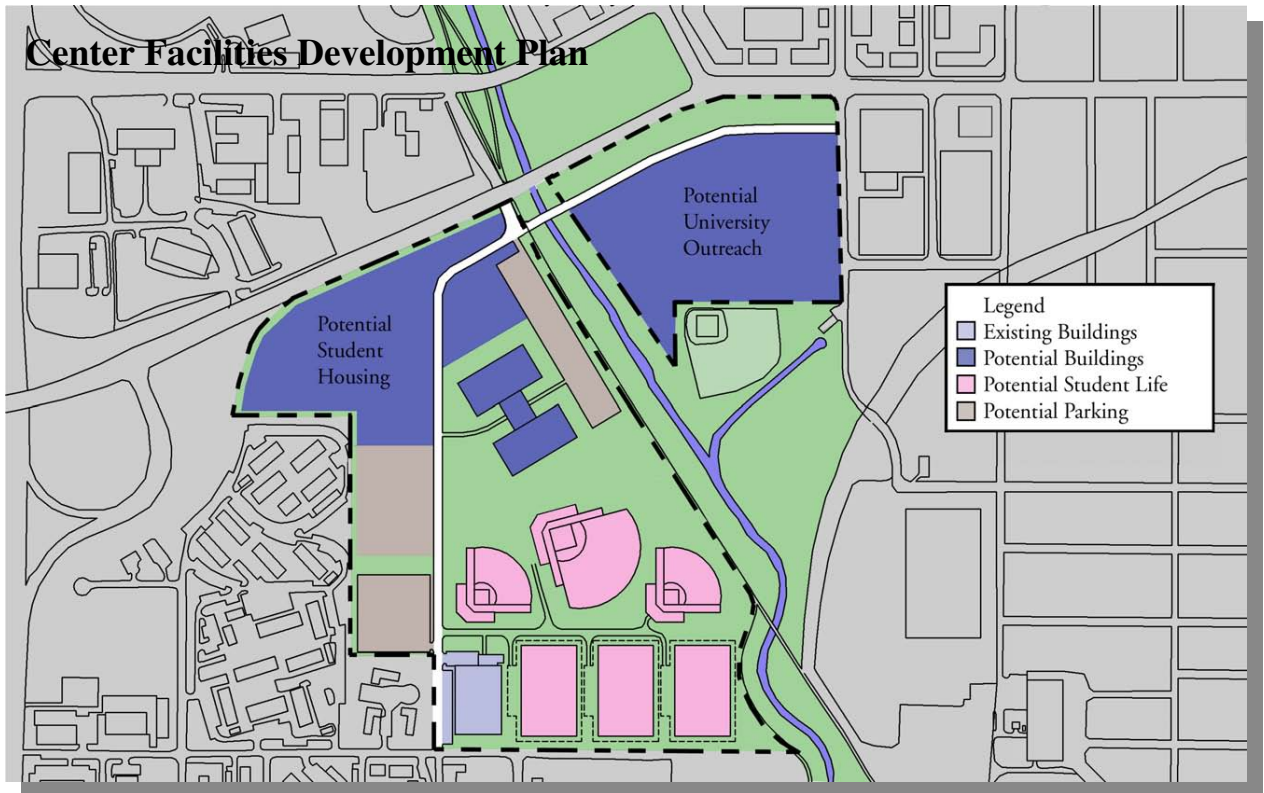 Center Facilities Development Plan
Potential
University
Outreach
Potential
Student
Housing
Legend
Existing Buildings
Potential Buildings
Potential Student Life
Potential Parking